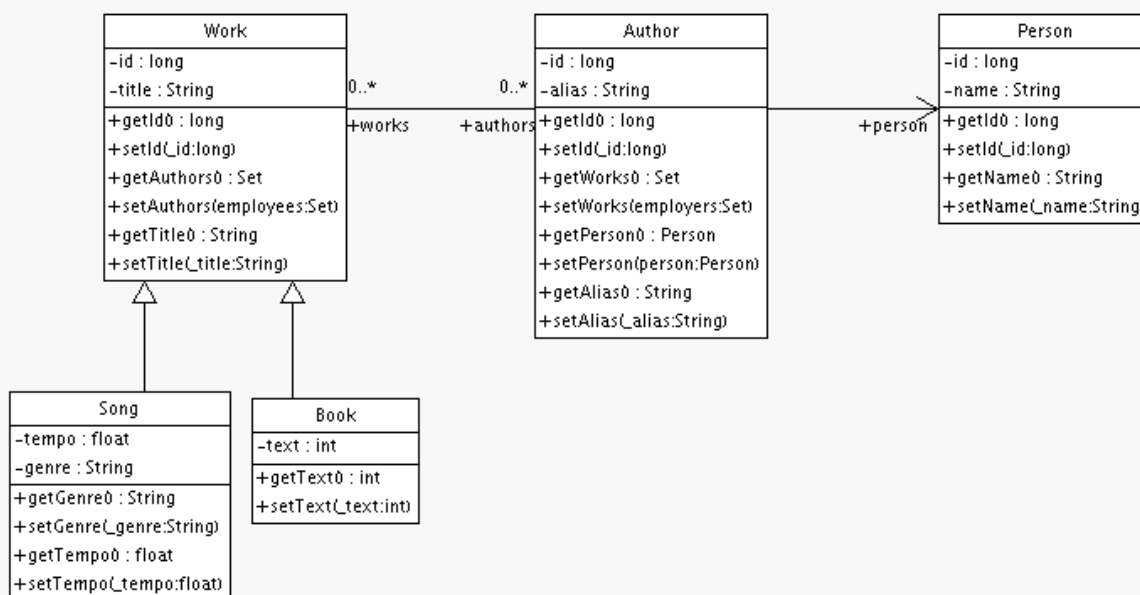 Work
-id : long
-title : String
+getId() : long
+setId(_id:long)
+getAuthors() : Set
+setAuthors(employees:Set)
+getTitle() : String
+setTitle(_title:String)
0..*
+works
0..*
+authors
Author
-id : long
-alias : String
+getId() : long
+setId(_id:long)
+getWorks() : Set
+setWorks(employers:Set)
+getPerson() : Person
+setPerson(person:Person)
+getAlias() : String
+setAlias(_alias:String)
+person
Person
-id : long
-name : String
+getId() : long
+setId(_id:long)
+getName() : String
+setName(_name:String
Song
-tempo : float
-genre : String
+getGenre() : String
+setGenre(_genre:String)
+getTempo() : float
+setTempo(_tempo:float)
Book
-text : int
+getText() : int
+setText(_text:int)